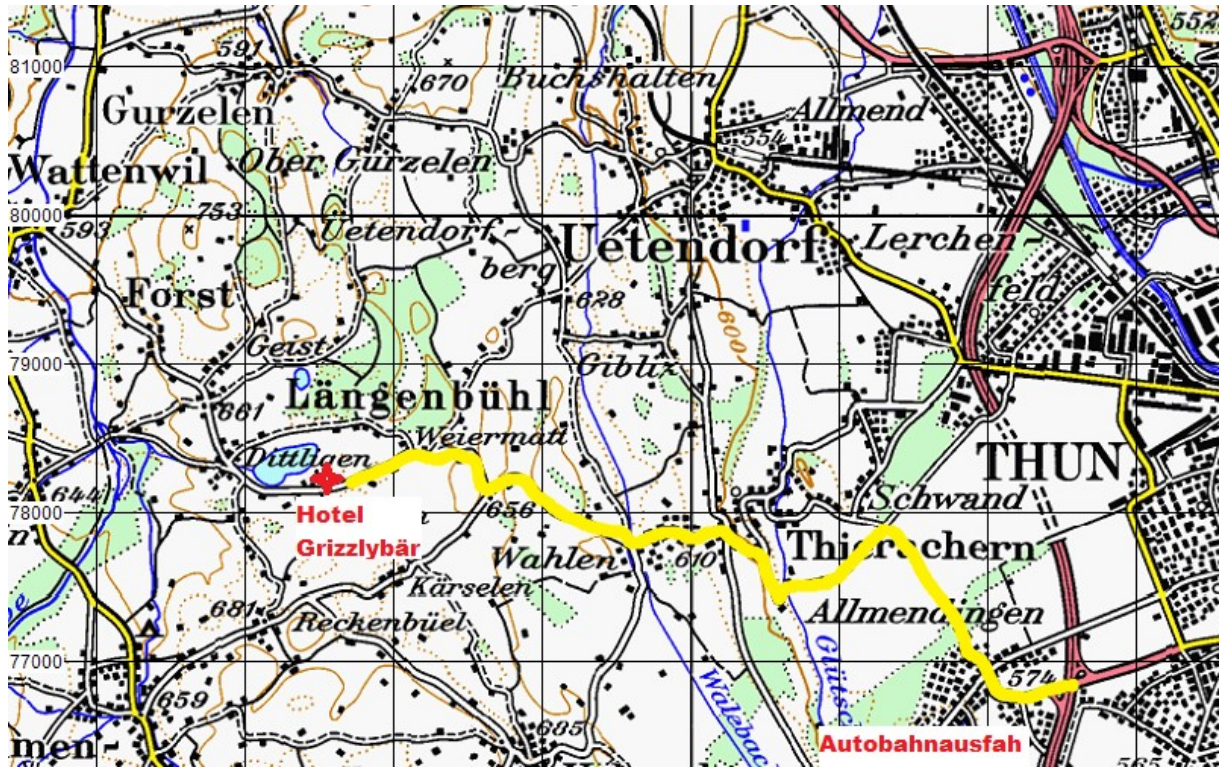 552
591
81000
670
Buchshalten
Gurzelen
Allmend
554
Ober Gurzelen
Wattenwil
753
80000
593
Uetendorf-
berg
Uetendorf
Lerchen-
feld
Forst
628
600
Geist
79000
Giblix
Längenbühl
661
Weiermatt
Dittligen
THUN
644
Schwand
78000
656
Hotel
Grizzlybär
Thierachern
Wahlen
610
Kärselen
681
Reckenbüel
Allmendingen
77000
574
659
Glütsc
Walebac
685
men-
Autobahnausfah
565